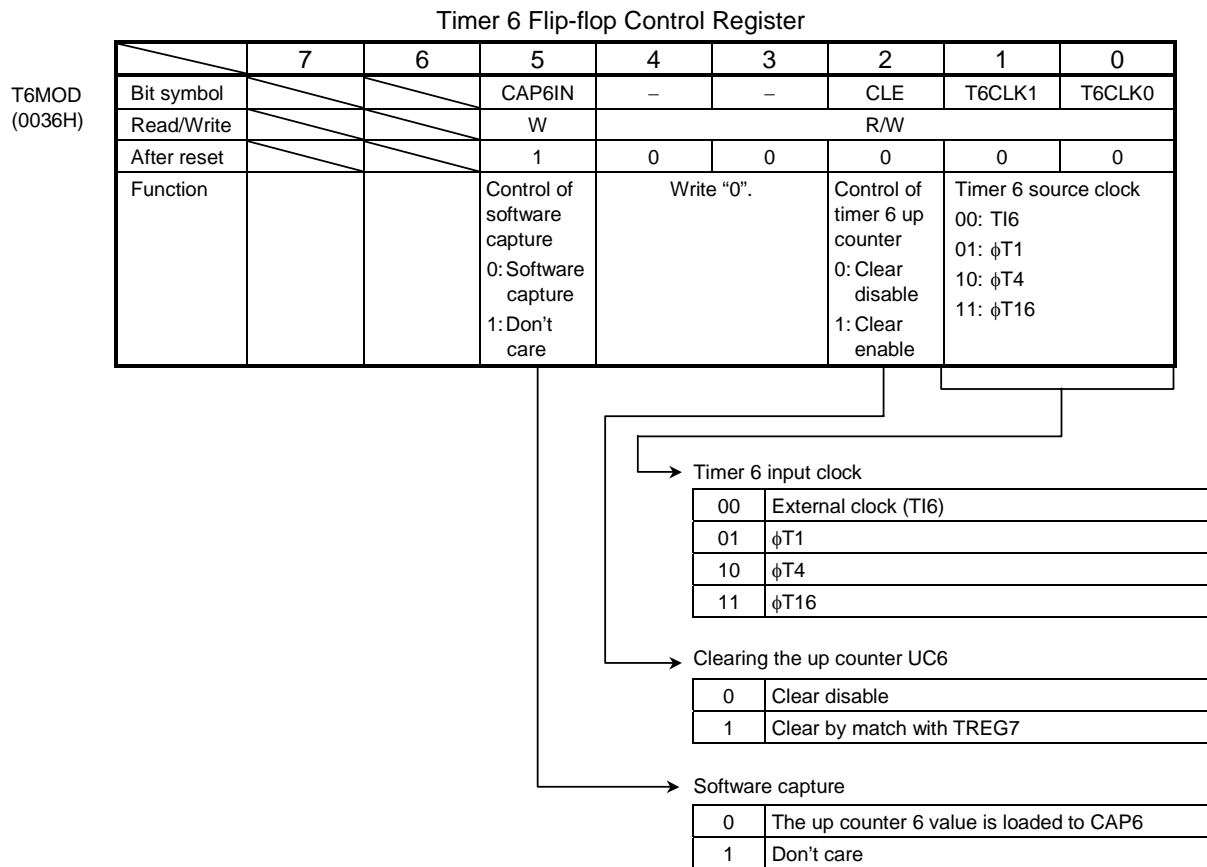 Timer 6 Flip-flop Control Register
7 6 5 4 3 2 1 0
T6MOD
(0036H)
Bit symbol CAP6IN – – CLE T6CLK1 T6CLK0
Read/Write W R/W
After reset 1 0 0 0 0 0
Function
Control of
software
capture
0: Software
capture
1: Don't
care
Write “0”.
Control of
timer 6 up
counter
0: Clear
disable
1: Clear
enable
Timer 6 source clock
00: TI6
01: ϕT1
10: ϕT4
11: ϕT16
Timer 6 input clock
00 External clock (TI6)
01 ϕT1
10 ϕT4
11 ϕT16
Clearing the up counter UC6
0 Clear disable
1 Clear by match with TREG7
Software capture
0 The up counter 6 value is loaded to CAP6
1 Don't care